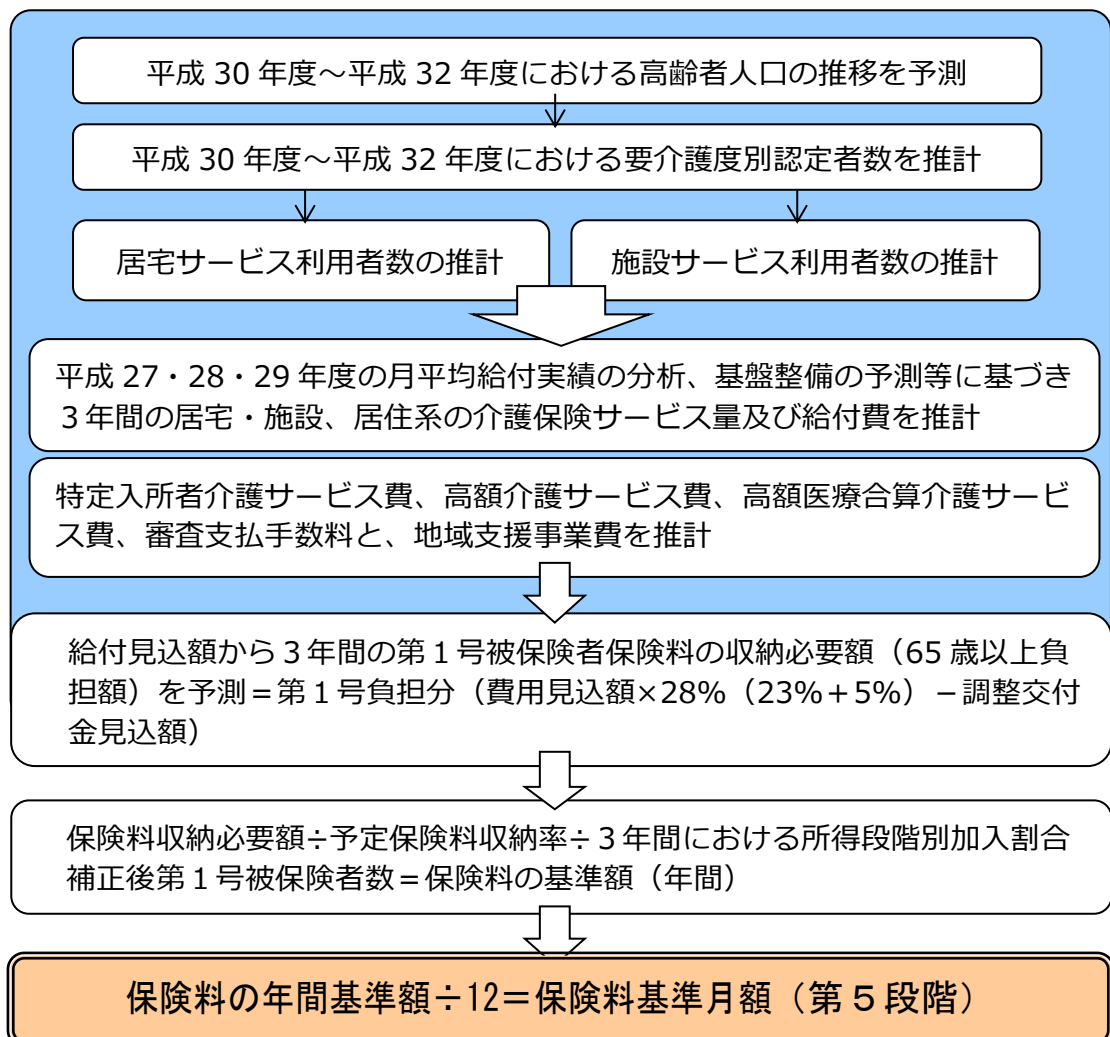 平成 30 年度～平成 32 年度における高齢者人口の推移を予測
平成 30 年度～平成 32 年度における要介護度別認定者数を推計
居宅サービス利用者数の推計
施設サービス利用者数の推計
平成 27・28・29 年度の月平均給付実績の分析、基盤整備の予測等に基づき
３年間の居宅・施設、居住系の介護保険サービス量及び給付費を推計
特定入所者介護サービス費、高額介護サービス費、高額医療合算介護サービ
ス費、審査支払手数料と、地域支援事業費を推計
給付見込額から３年間の第１号被保険者保険料の収納必要額（65 歳以上負
担額）を予測＝第１号負担分（費用見込額×28%（23%＋5%）－調整交付
金見込額）
保険料収納必要額÷予定保険料収納率÷３年間における所得段階別加入割合
補正後第１号被保険者数＝保険料の基準額（年間）
保険料の年間基準額÷12＝保険料基準月額（第５段階）